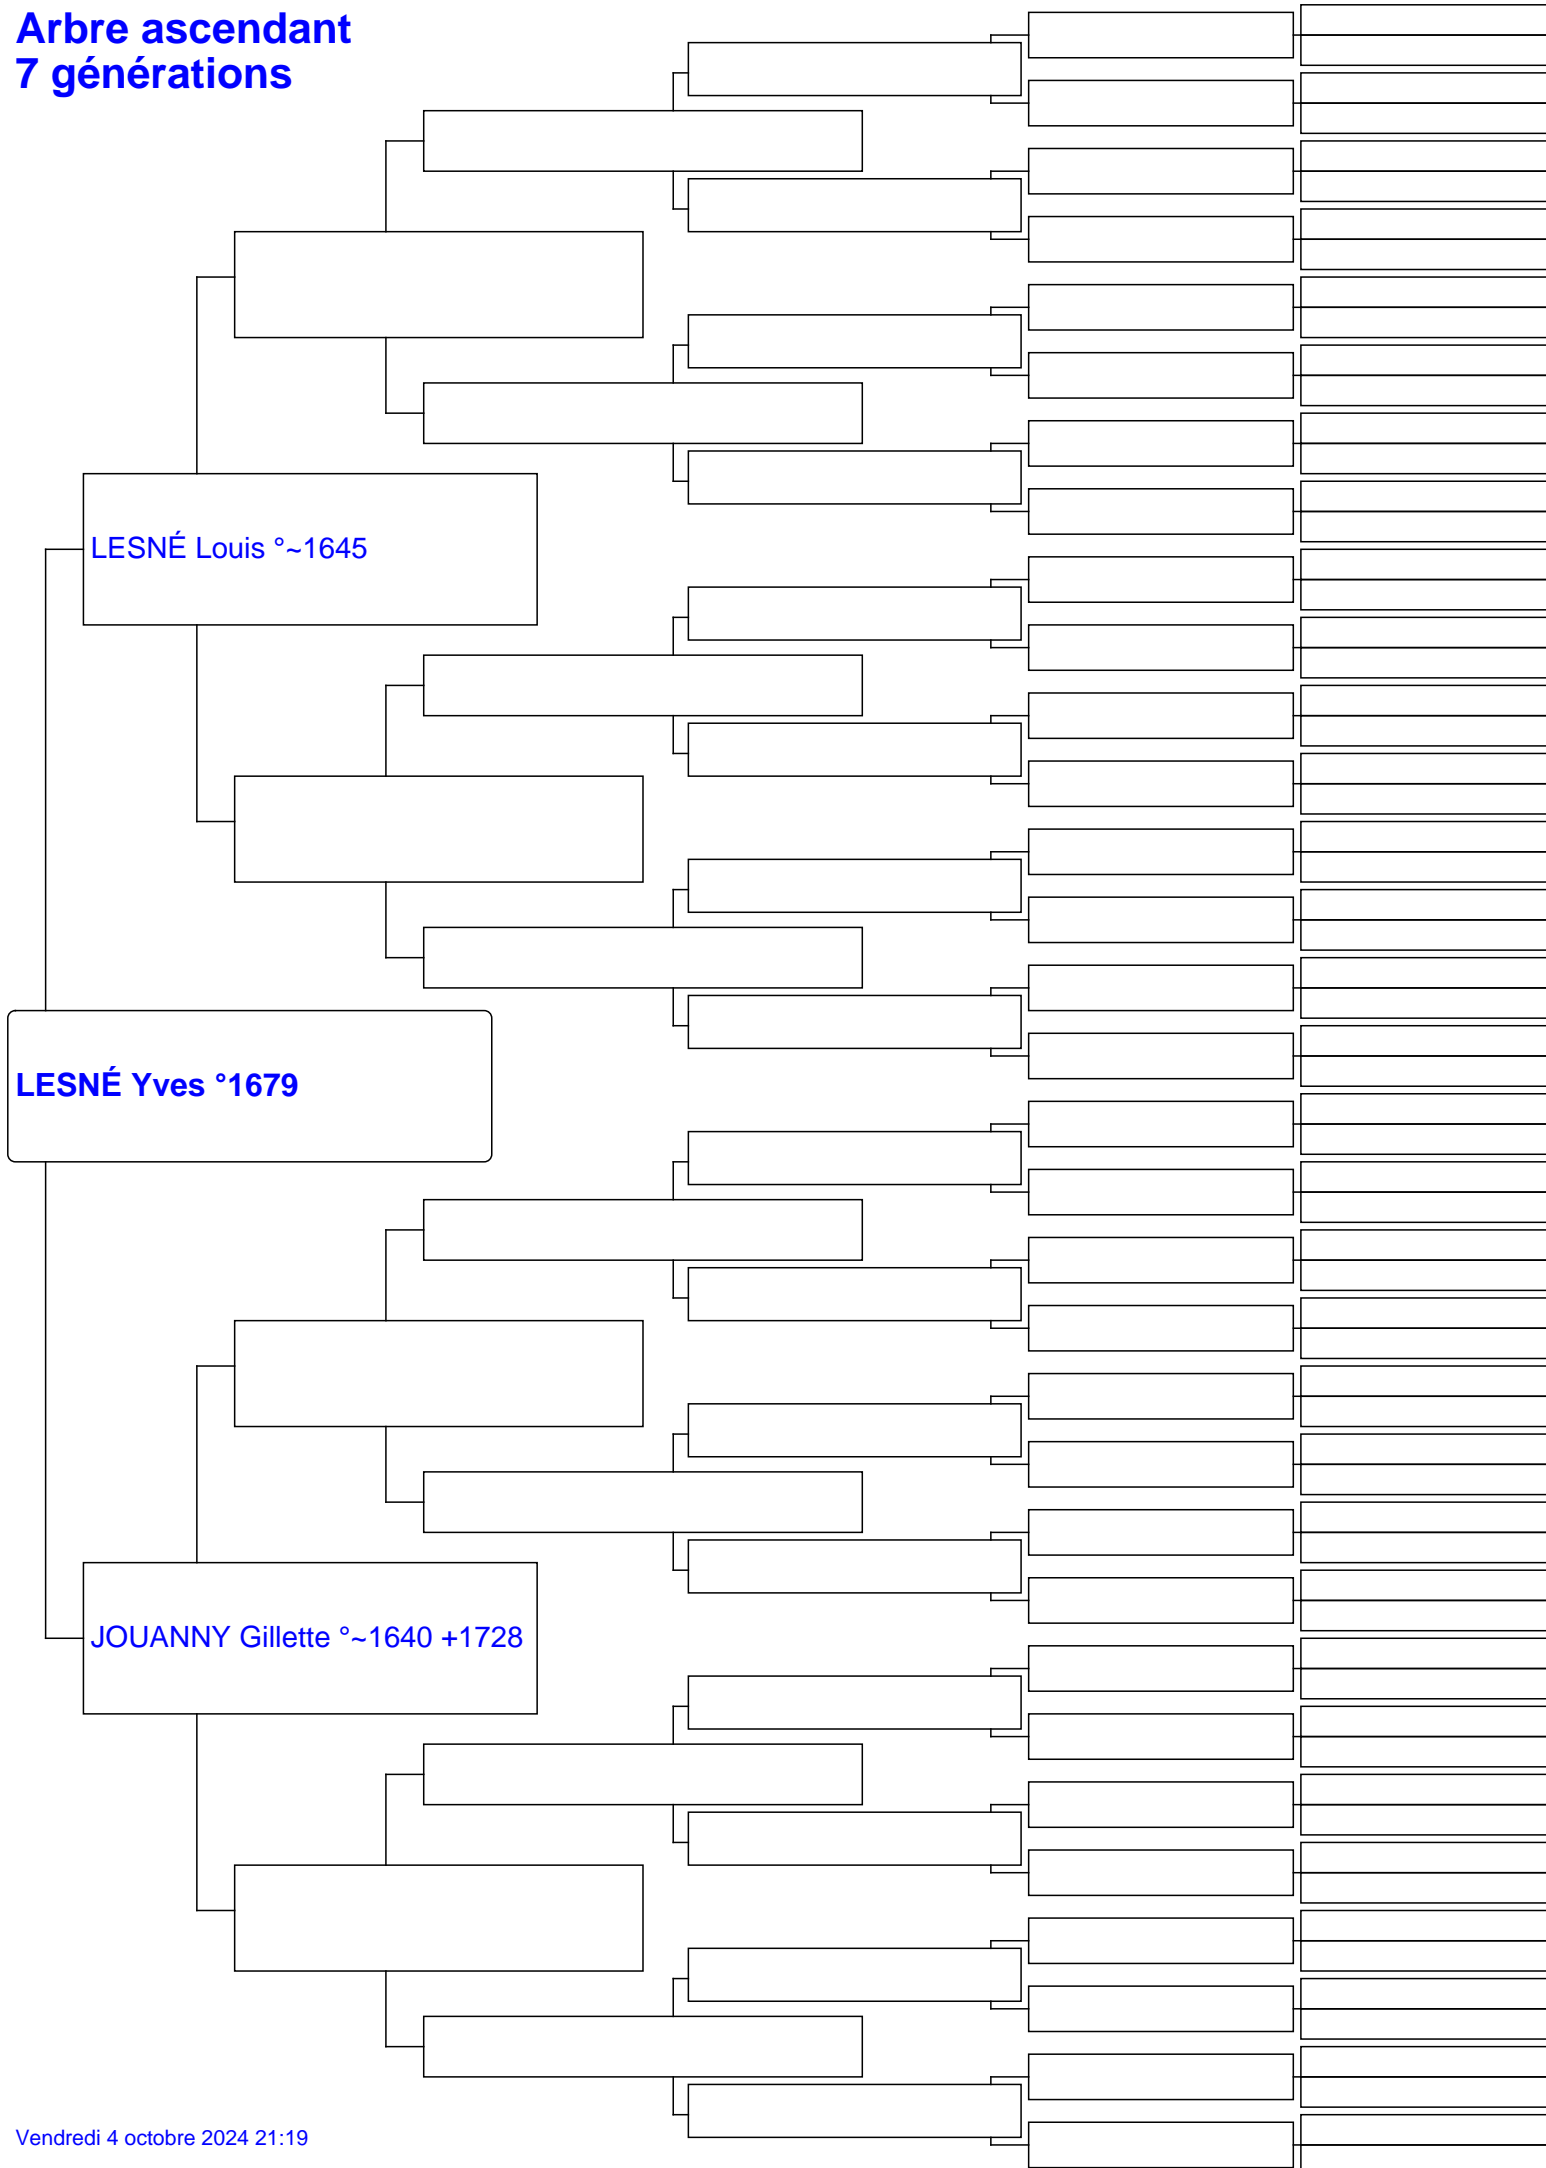 Arbre ascendant
7 générations
LESNÉ Louis °~1645
LESNÉ Yves °1679
JOUANNY Gillette °~1640 +1728
Vendredi 4 octobre 2024 21:19